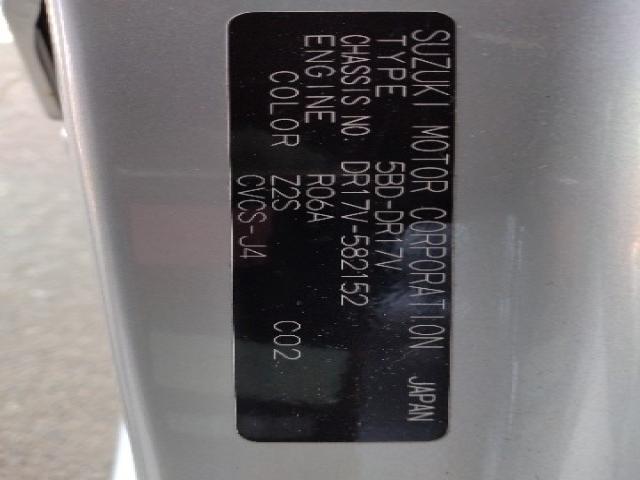 SUZUKI MOTOR CORPORATION JAPAN
TYPE 5BD-DR17V
CHASSIS NO. DR17V-582152
ENGINE R06A
COLOR Z2S C02
CVCS-J4